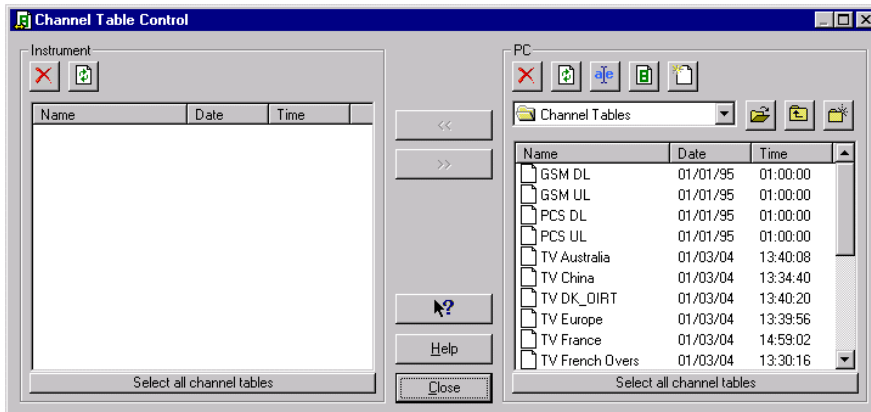 Channel Table Control
Instrument
Name Date Time
Select all channel tables
<<
>>
?
Help
Close
PC
a e
Channel Tables
Name Date Time
GSM DL 01/01/95 01:00:00
GSM UL 01/01/95 01:00:00
PCS DL 01/01/95 01:00:00
PCS UL 01/01/95 01:00:00
TV Australia 01/03/04 13:40:08
TV China 01/03/04 13:34:40
TV DK_OIRT 01/03/04 13:40:20
TV Europe 01/03/04 13:39:56
TV France 01/03/04 14:59:02
TV French Overs 01/03/04 13:30:16
Select all channel tables